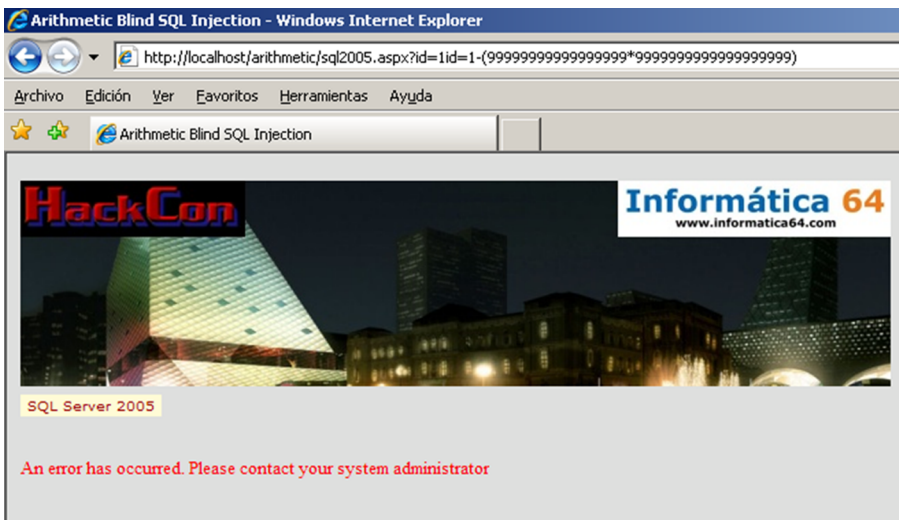 Arithmetic Blind SQL Injection - Windows Internet Explorer
http://localhost/arithmetic/sql2005.aspx?id=1id=1-(99999999999999999*9999999999999999999)
Archivo Edición Ver Favoritos Herramientas Ayuda
Arithmetic Blind SQL Injection
HackCon
Informática 64
www.informatica64.com
SQL Server 2005
An error has occurred. Please contact your system administrator